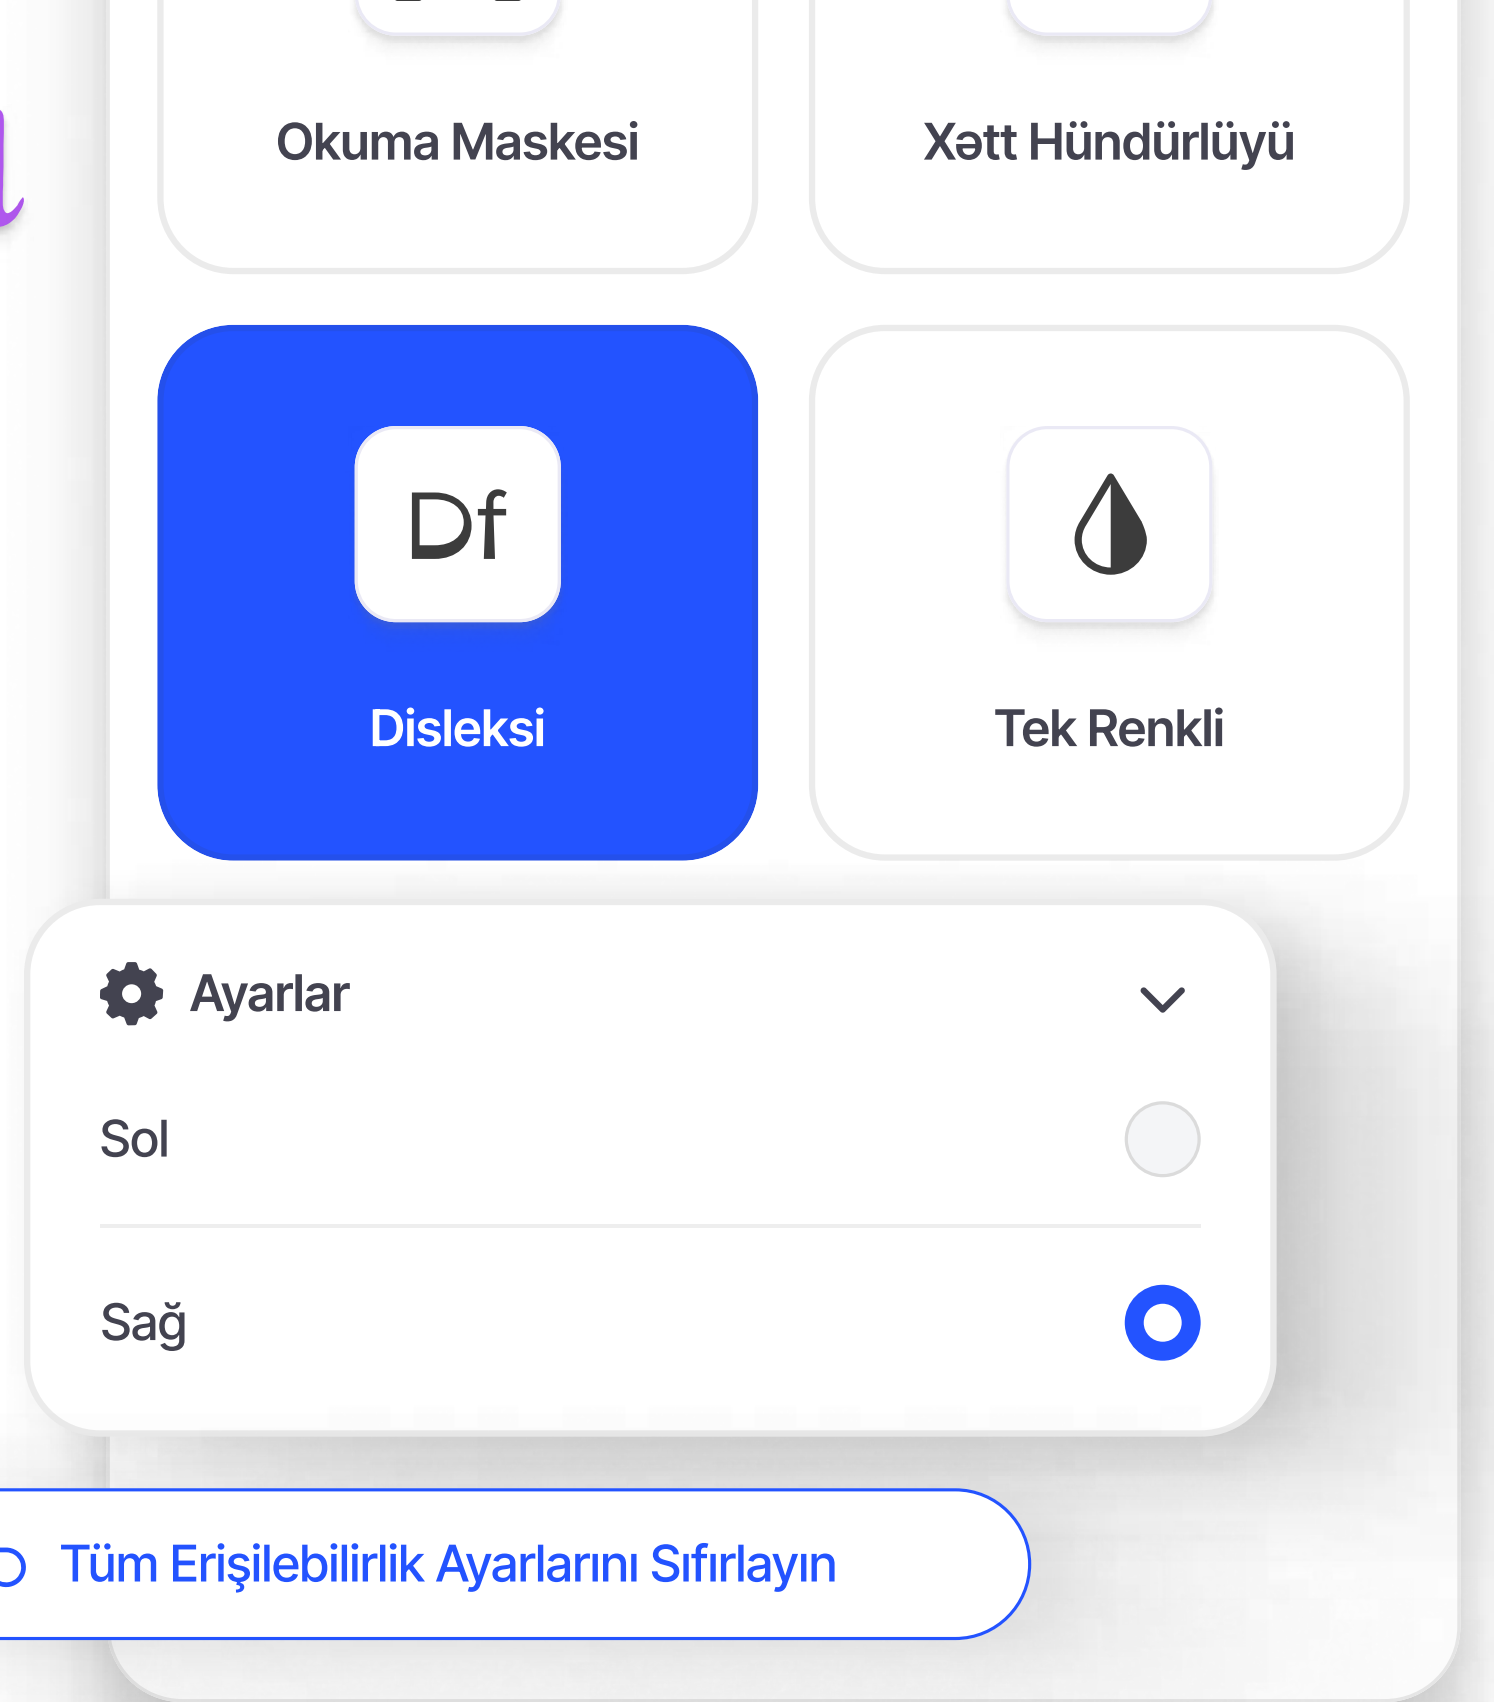 Okuma Maskesi
Xətt Hündürlüyü
Df
Disleksi
Tek Renkli
Ayarlar
Sol
Sağ
Tüm Erişilebilirlik Ayarlarını Sıfırlayın